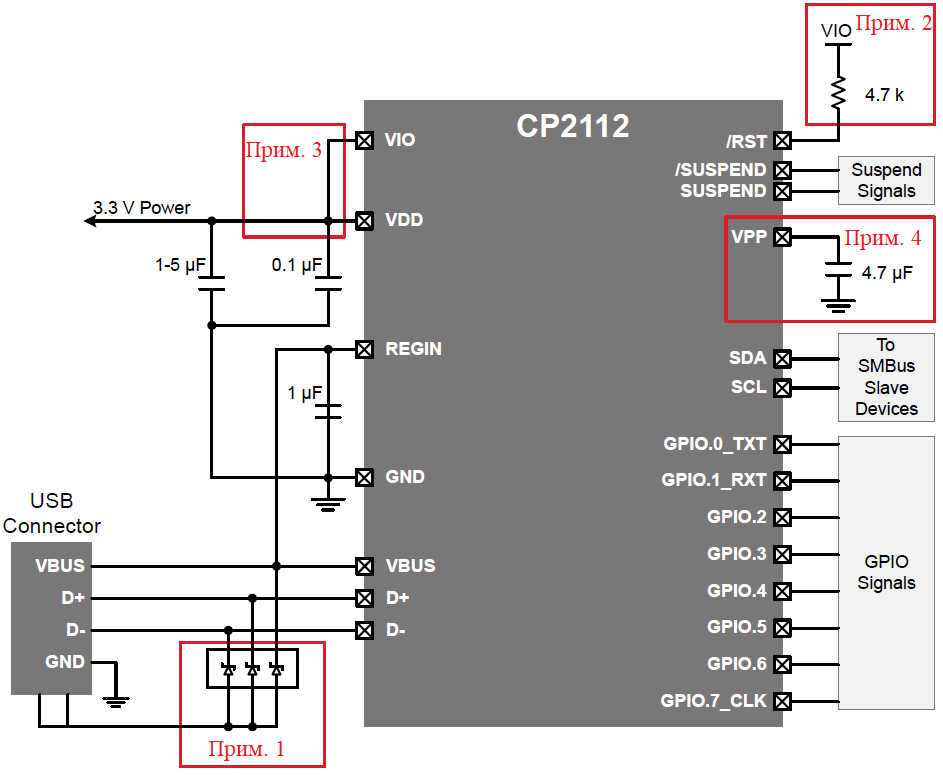 VIO
Прим. 2
4.7 k
CP2112
Прим. 3
VIO
/RST
/SUSPEND
SUSPEND
Suspend
Signals
3.3 V Power
VDD
VPP
Прим. 4
4.7 µF
1-5 µF
0.1 µF
REGIN
SDA
SCL
To
SMBus
Slave
Devices
1 µF
GND
GPIO.0_TXT
GPIO.1_RXT
GPIO.2
GPIO.3
GPIO.4
GPIO.5
GPIO.6
GPIO.7_CLK
GPIO
Signals
USB
Connector
VBUS
D+
D-
GND
VBUS
D+
D-
Прим. 1